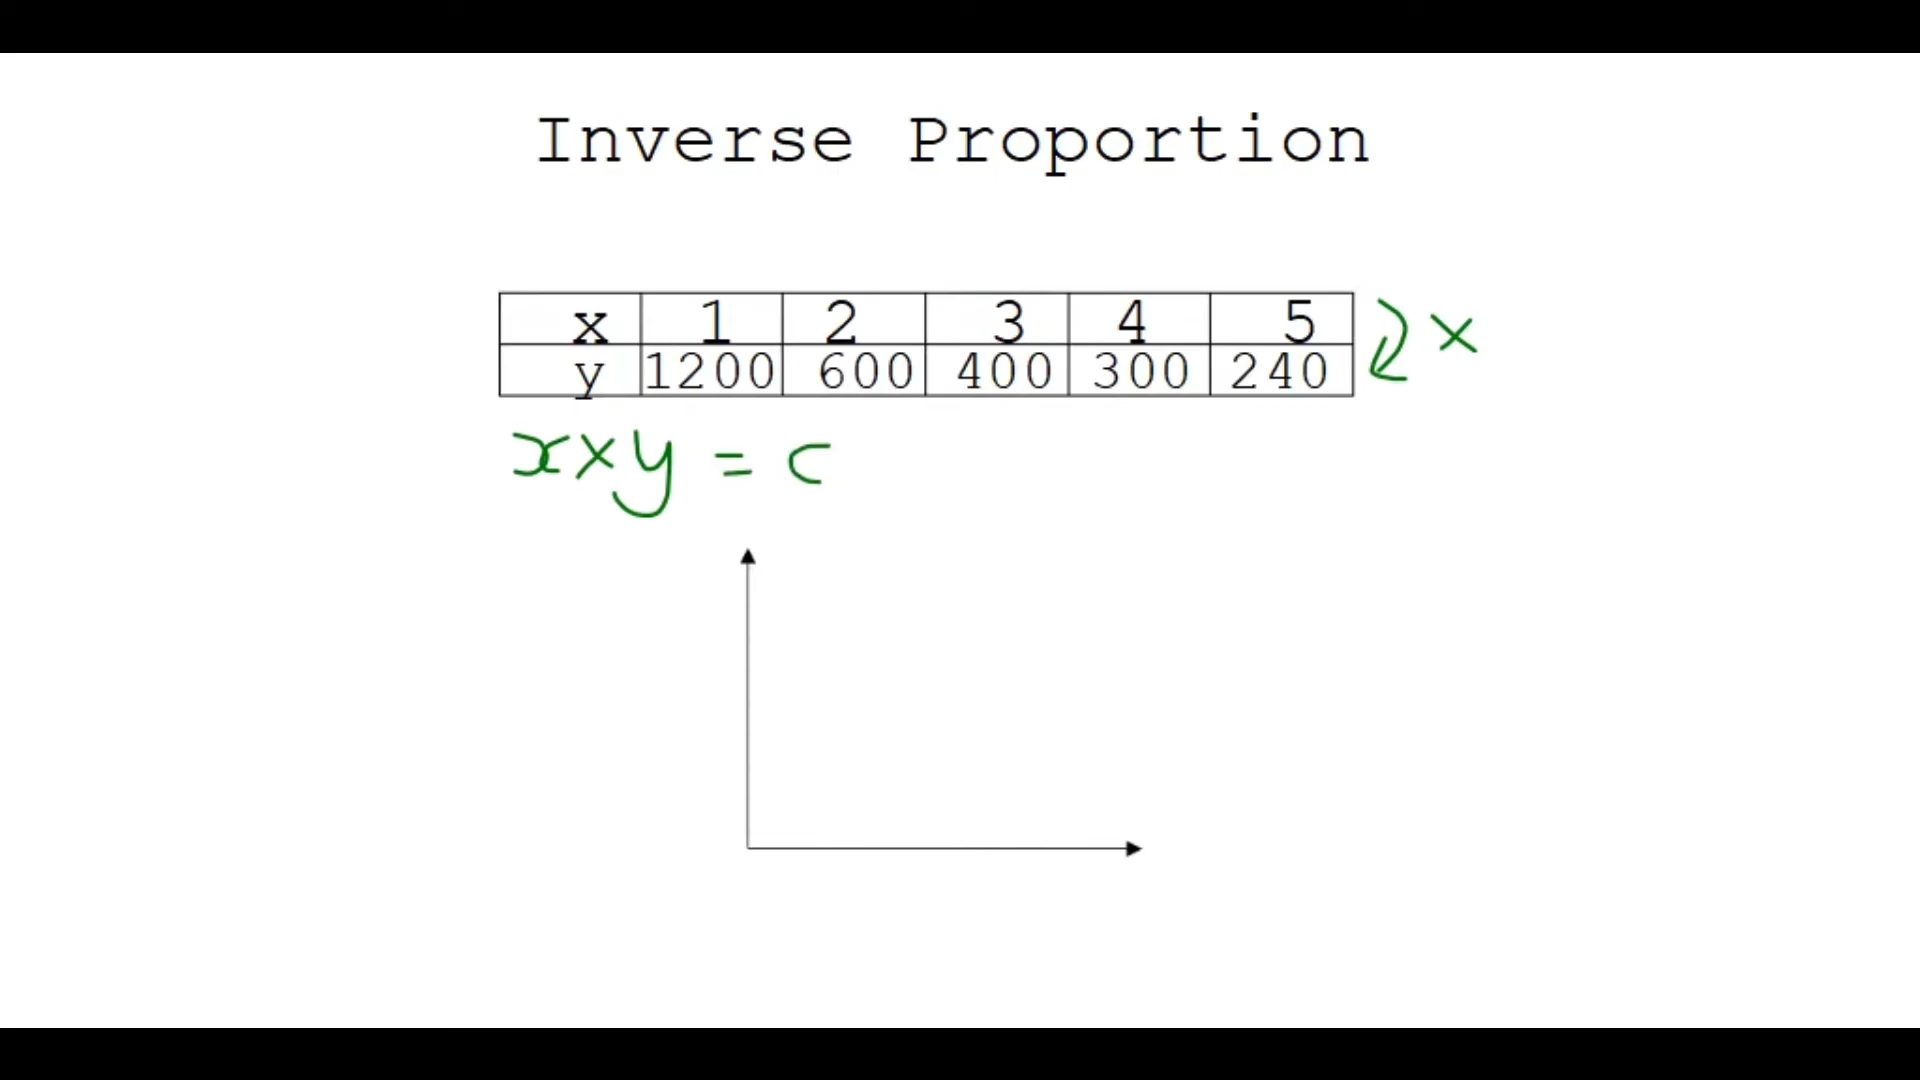 Inverse Proportion
x 1 2 3 4 5
y 1200 600 400 300 240
×
x × y = c